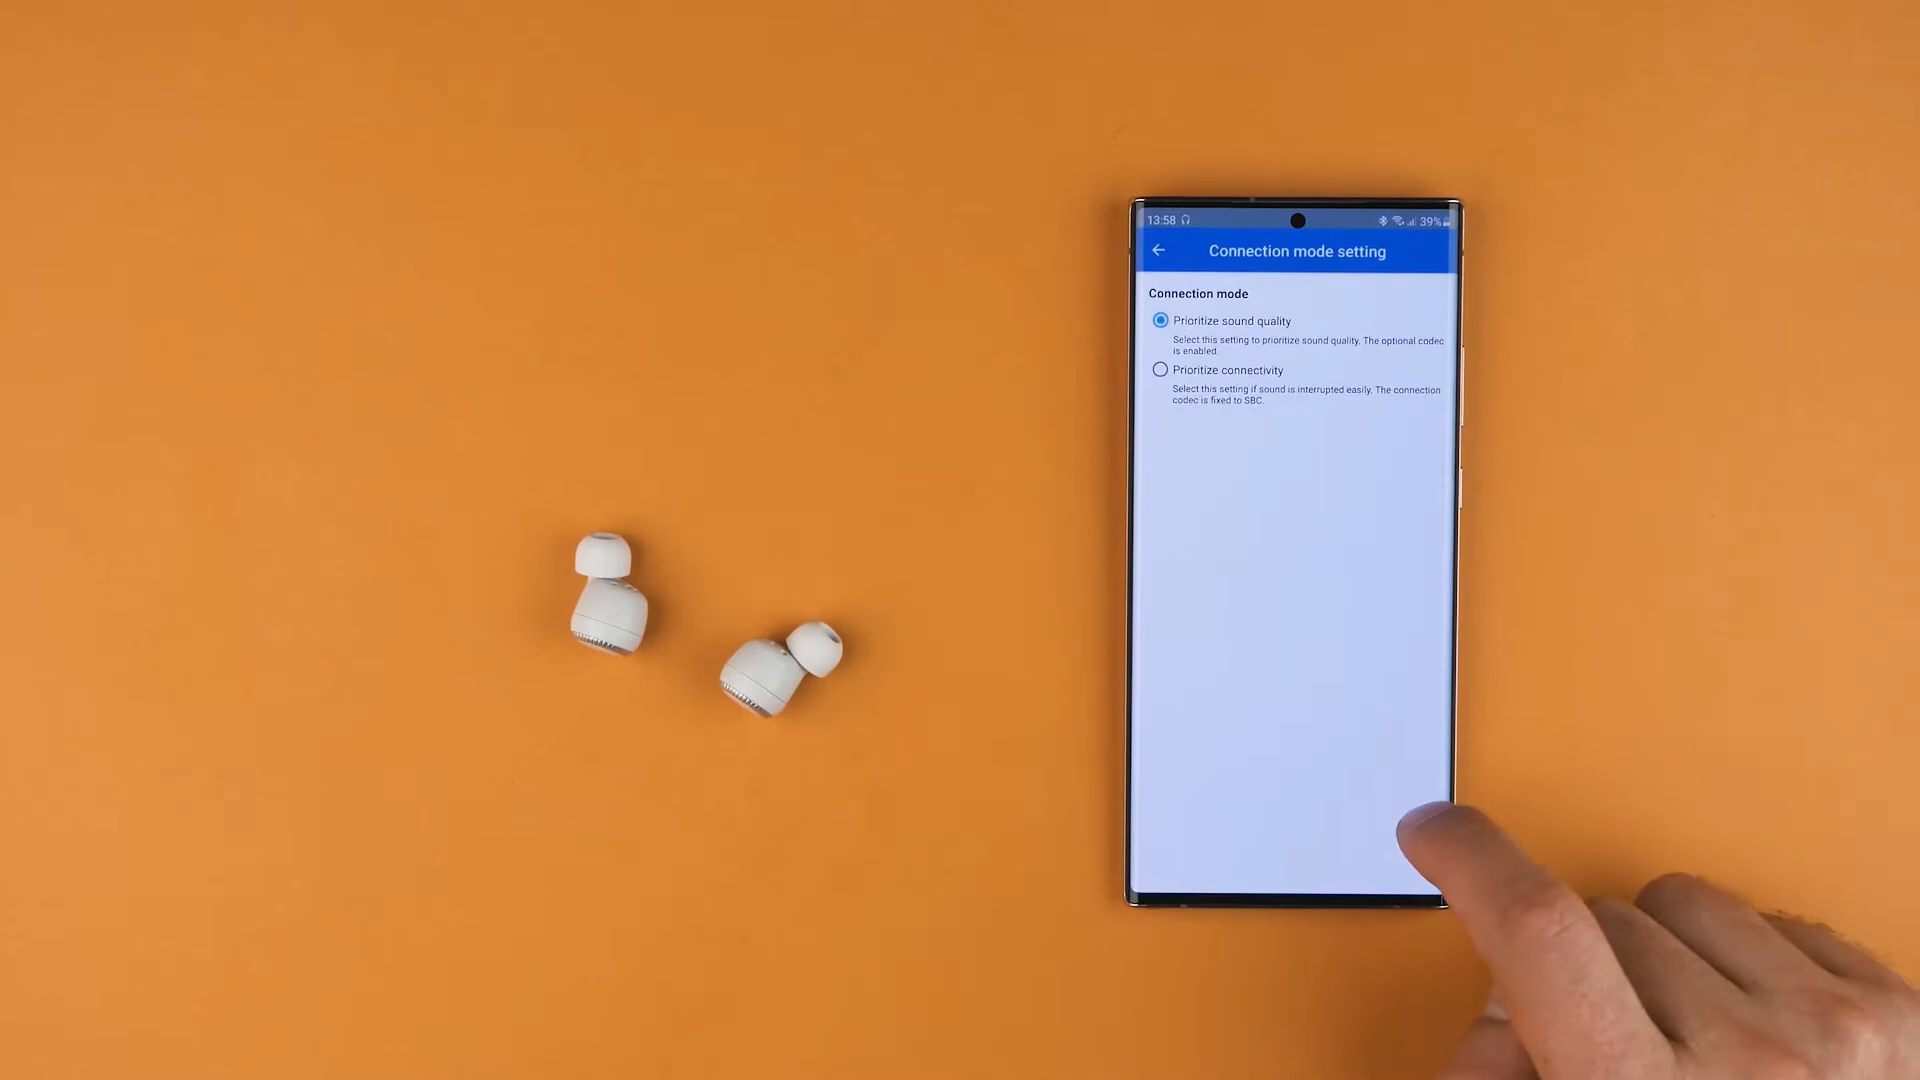 13:58
39%
Connection mode setting
Connection mode
Prioritize sound quality
Select this setting to prioritize sound quality. The optional codec
is enabled.
Prioritize connectivity
Select this setting if sound is interrupted easily. The connection
codec is fixed to SBC.